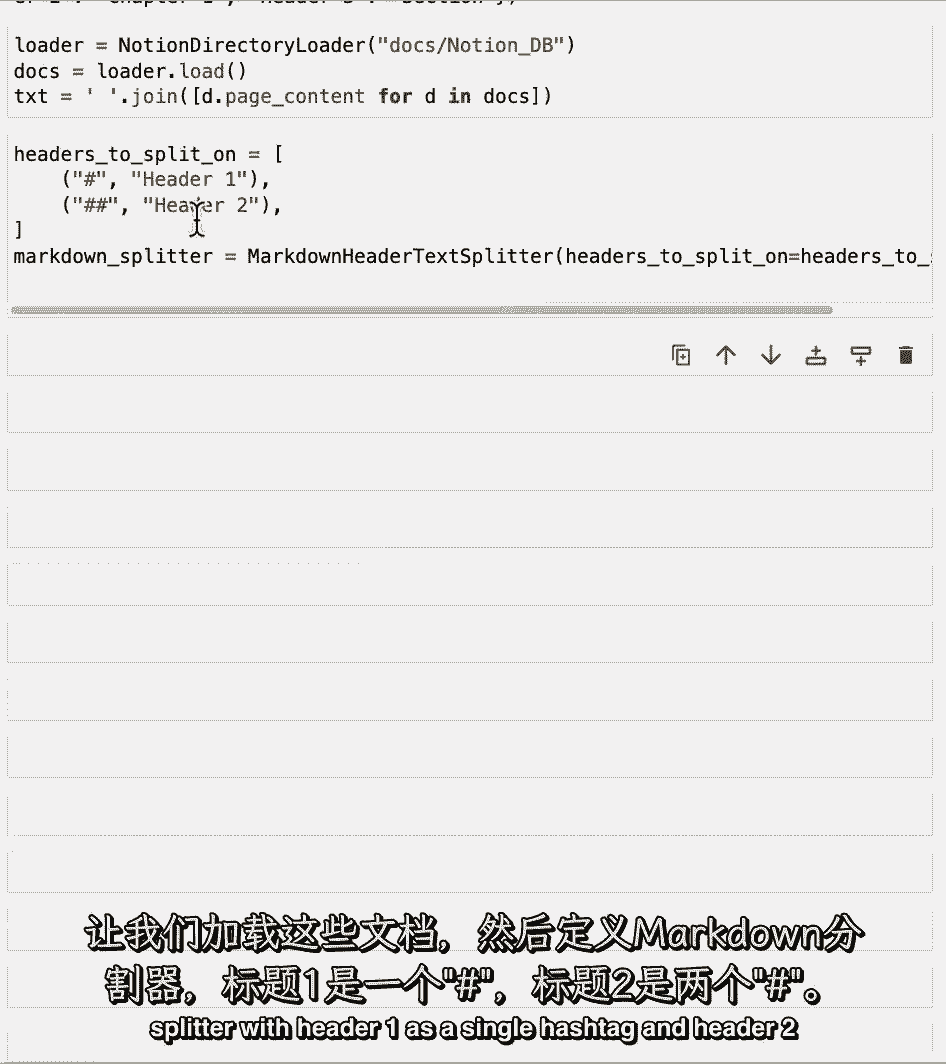 loader = NotionDirectoryLoader("docs/Notion_DB")
docs = loader.load()
txt = ' '.join([d.page_content for d in docs])
headers_to_split_on = [
    ("#", "Header 1"),
    ("##", "Header 2"),
]
markdown_splitter = MarkdownHeaderTextSplitter(headers_to_split_on=headers_to_
让我们加载这些文档，然后定义Markdown分
割器，标题1是一个"#"，标题2是两个"#"。
splitter with header 1 as a single hashtag and header 2